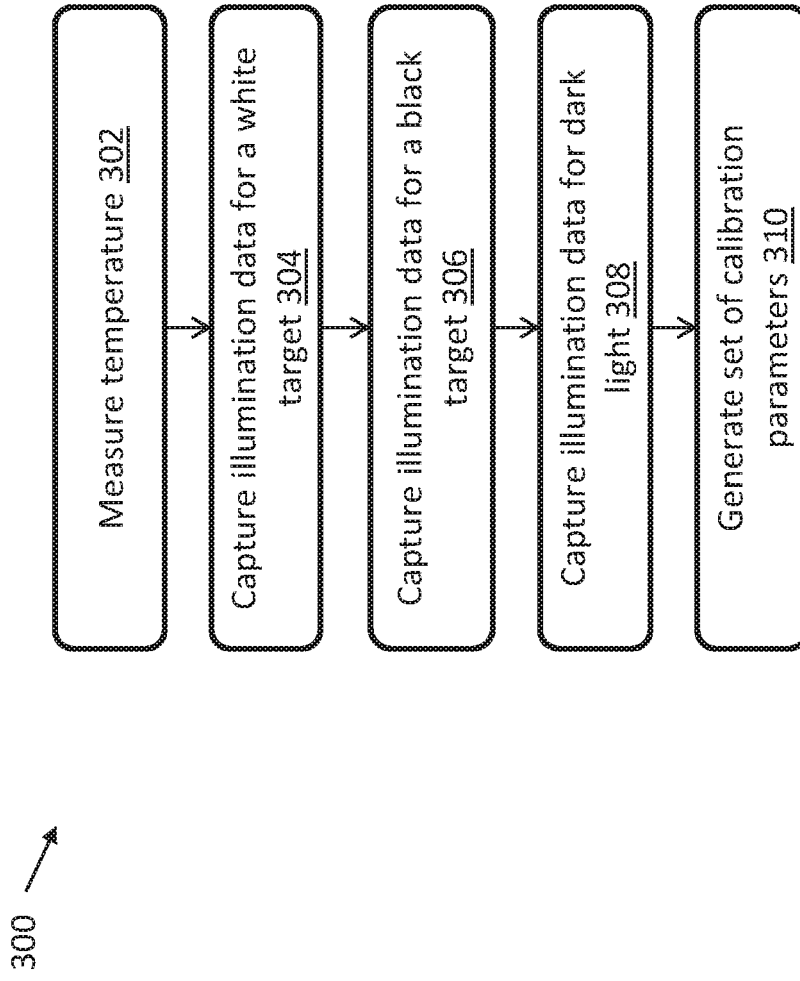 300
Measure temperature 302
Capture illumination data for a white
target 304
Capture illumination data for a black
target 306
Capture illumination data for dark
light 308
Generate set of calibration
parameters 310